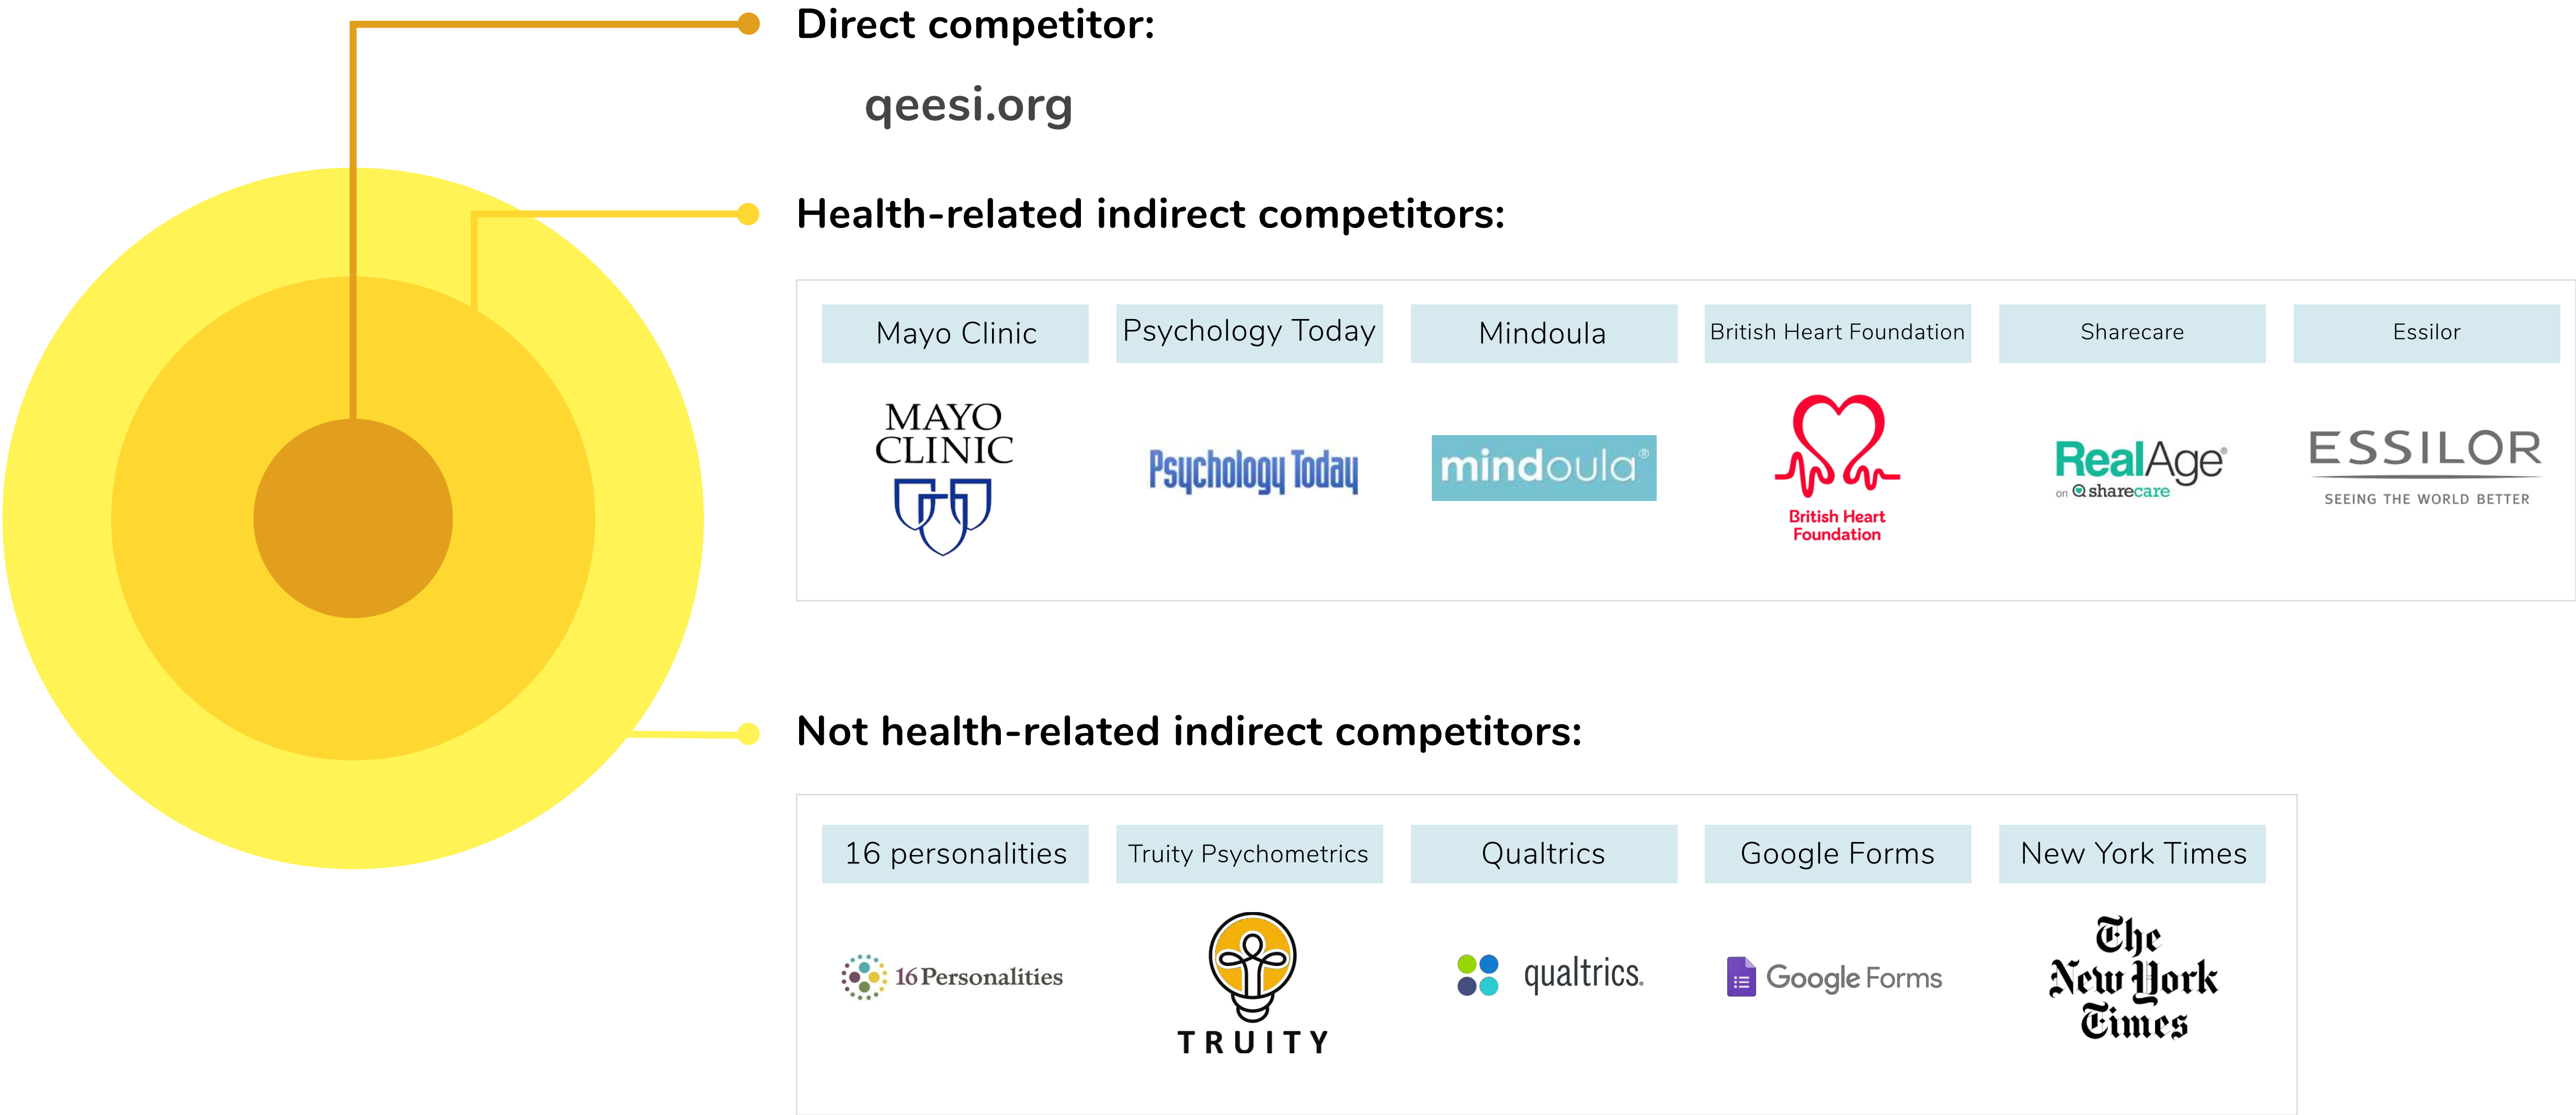 Direct competitor:
qeesi.org
Health-related indirect competitors:
Mayo Clinic
Psychology Today
Mindoula
British Heart Foundation
Sharecare
Essilor
MAYO
CLINIC
Psychology Today
mindoula®
British Heart
Foundation
RealAge®
on sharecare
ESSILOR
SEEING THE WORLD BETTER
Not health-related indirect competitors:
16 personalities
Truity Psychometrics
Qualtrics
Google Forms
New York Times
16Personalities
TRUITY
qualtrics.
Google Forms
The
New York
Times